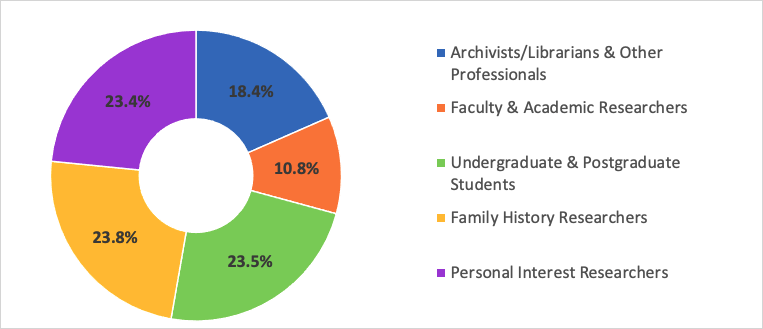 18.4%
10.8%
23.5%
23.8%
23.4%
Archivists/Librarians & Other
Professionals
Faculty & Academic Researchers
Undergraduate & Postgraduate
Students
Family History Researchers
Personal Interest Researchers